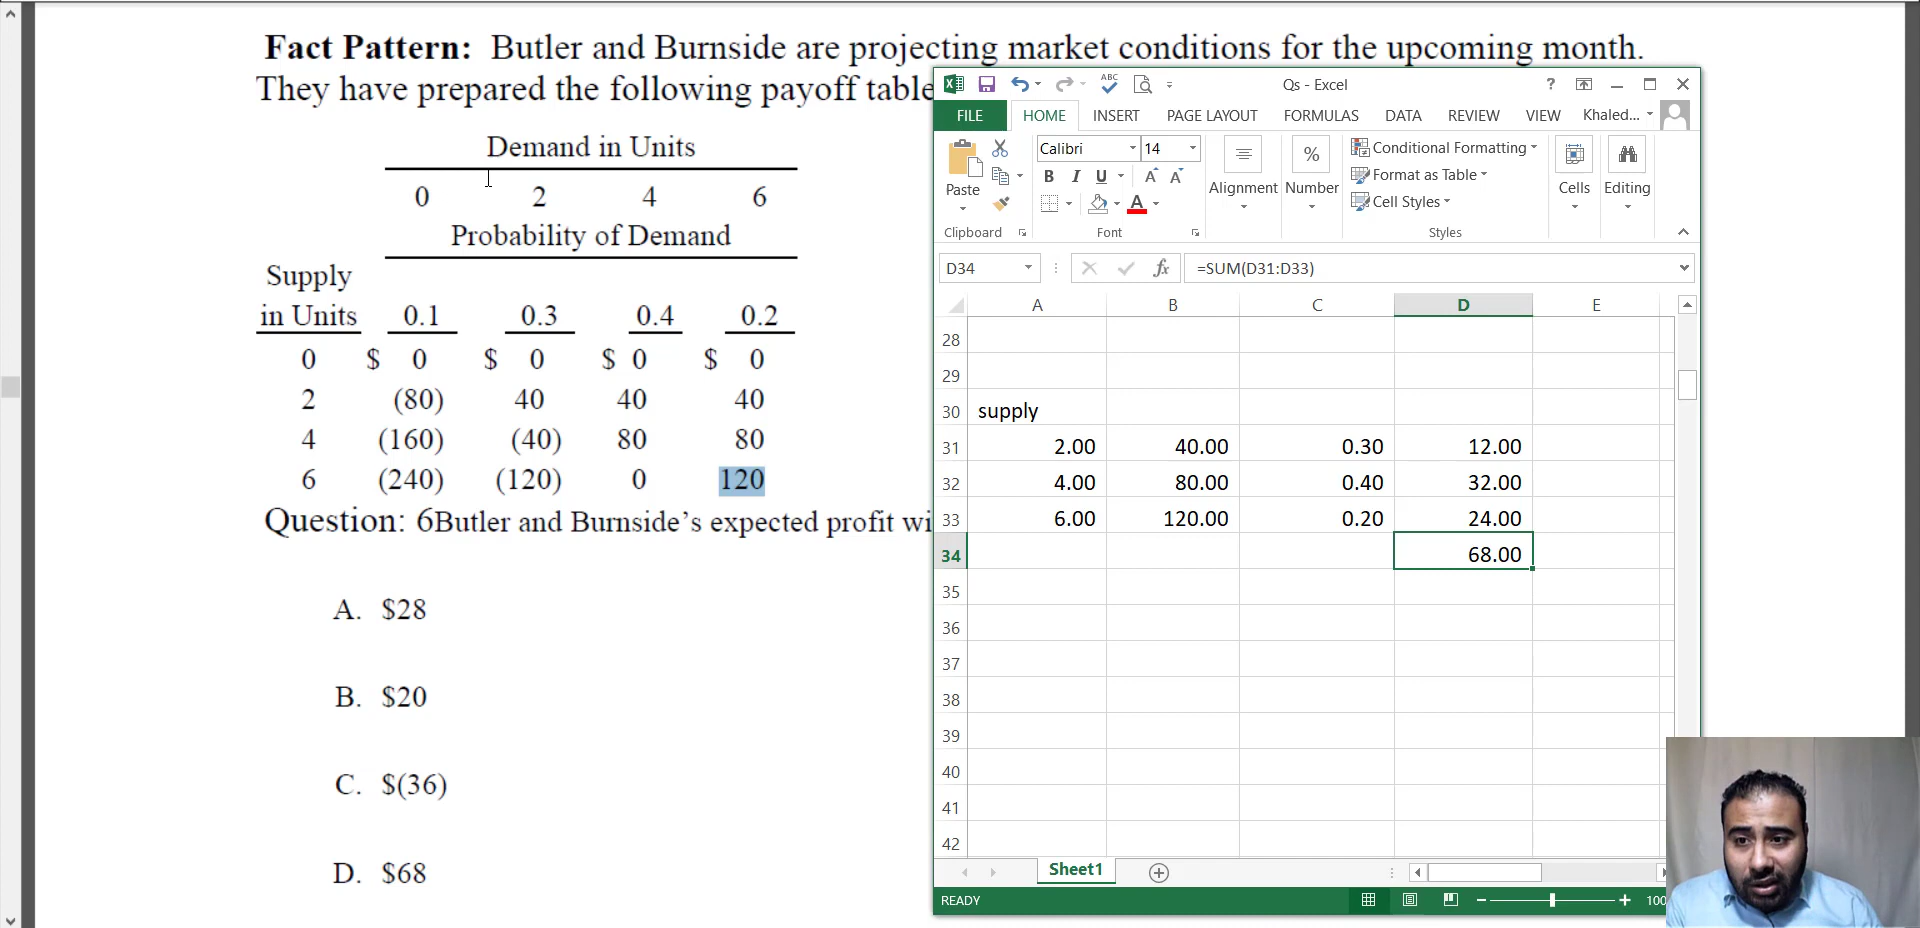 Fact Pattern: Butler and Burnside are projecting market conditions for the upcoming month.
They have prepared the following payoff table
Demand in Units
0 2 4 6
Probability of Demand
Supply
in Units 0.1 0.3 0.4 0.2
0 $ 0 $ 0 $ 0 $ 0
2 (80) 40 40 40
4 (160) (40) 80 80
6 (240) (120) 0 120
Question: 6Butler and Burnside’s expected profit wi
A. $28
B. $20
C. $(36)
D. $68
Qs - Excel
FILE HOME INSERT PAGE LAYOUT FORMULAS DATA REVIEW VIEW Khaled...
Calibri 14
Paste
B I U A A
A
Alignment
%
Number
Conditional Formatting
Format as Table
Cell Styles
Cells
Editing
Clipboard Font Styles
D34 fx =SUM(D31:D33)
A B C D E
28
29
30 supply
31 2.00 40.00 0.30 12.00
32 4.00 80.00 0.40 32.00
33 6.00 120.00 0.20 24.00
34 68.00
35
36
37
38
39
40
41
42
Sheet1
READY
100